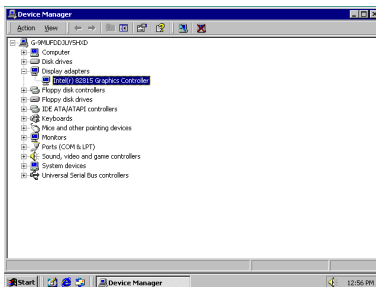 Device Manager
Action View
G-9MUFDDJUYSHXD
Computer
Disk drives
Display adapters
Intel(r) 82815 Graphics Controller
Floppy disk controllers
Floppy disk drives
IDE ATA/ATAPI controllers
Keyboards
Mice and other pointing devices
Monitors
Ports (COM & LPT)
Sound, video and game controllers
System devices
Universal Serial Bus controllers
Start Device Manager 12:56 PM